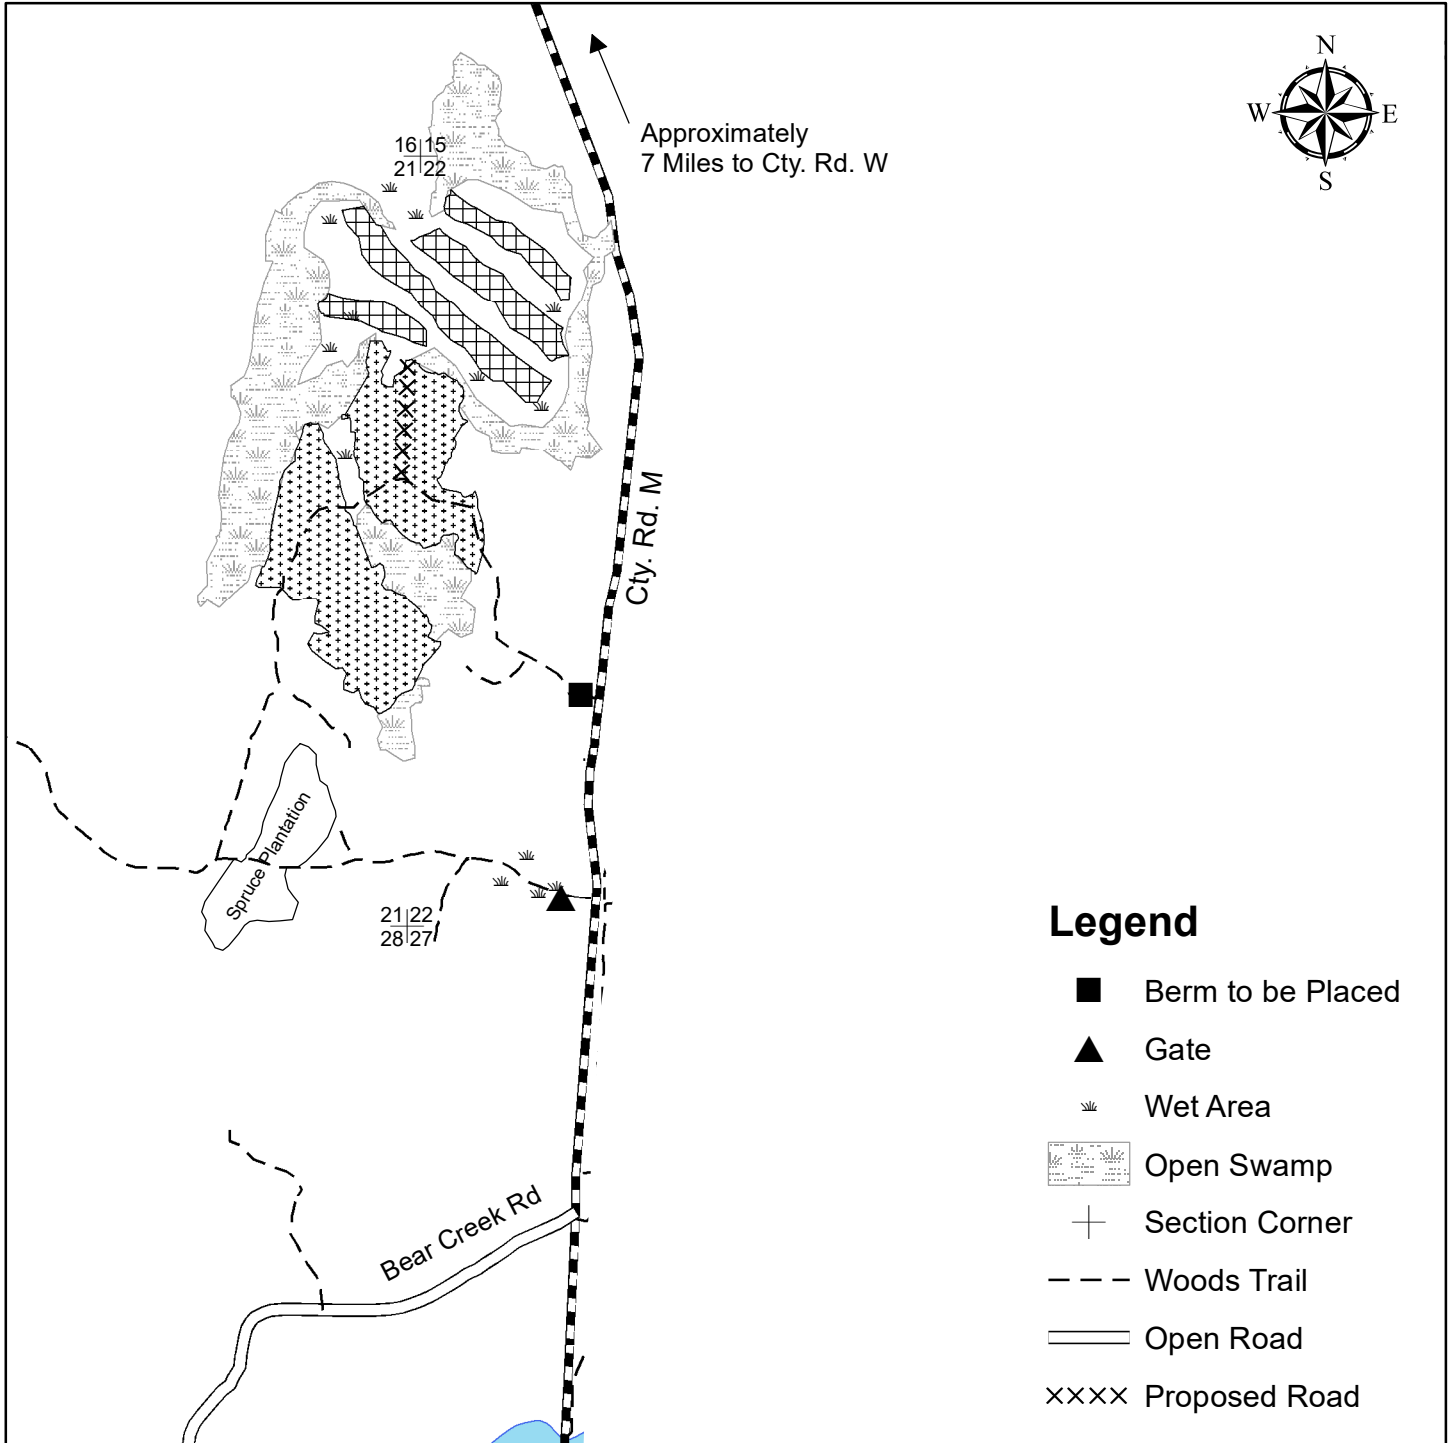 N
W E
S
Approximately
7 Miles to Cty. Rd. W
16 15
21 22
Cty. Rd. M
Spruce Plantation
21 22
28 27
Bear Creek Rd
Legend
Berm to be Placed
Gate
Wet Area
Open Swamp
Section Corner
Woods Trail
Open Road
Proposed Road